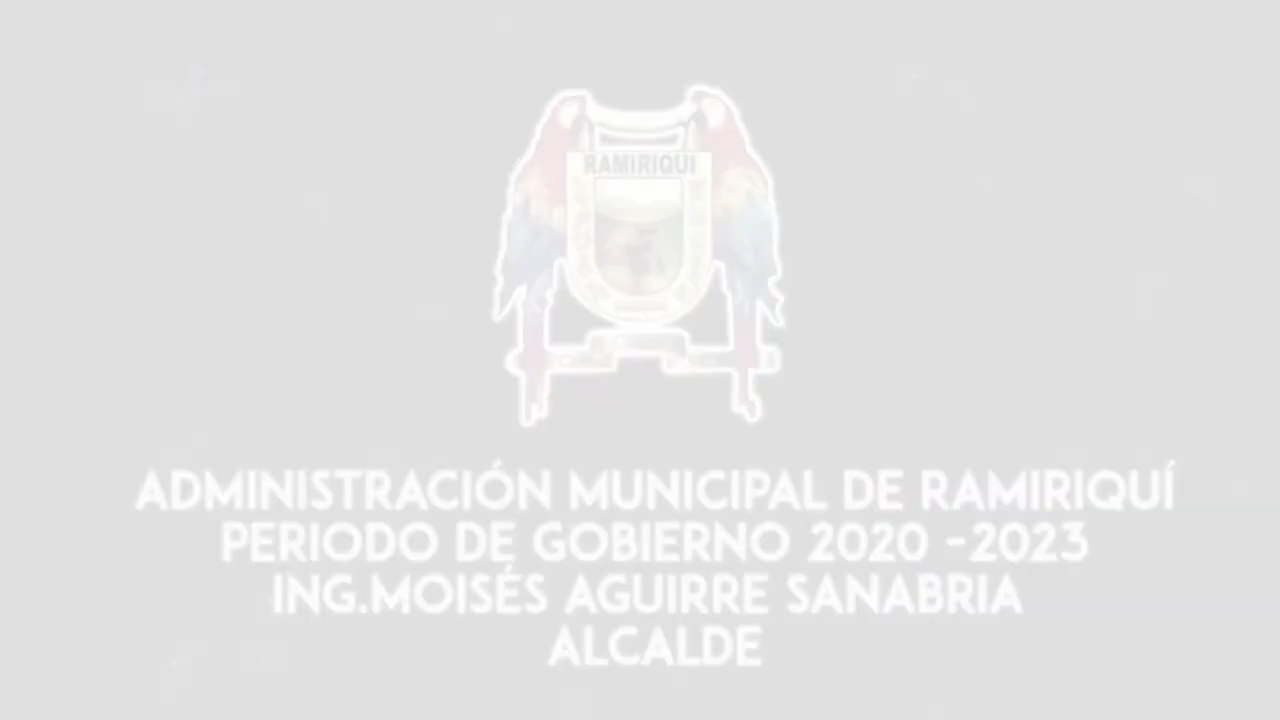 RAMIRIQUI
ADMINISTRACIÓN MUNICIPAL DE RAMIRIQUÍ
PERIODO DE GOBIERNO 2020 -2023
ING.MOISÉS AGUIRRE SANABRIA
ALCALDE